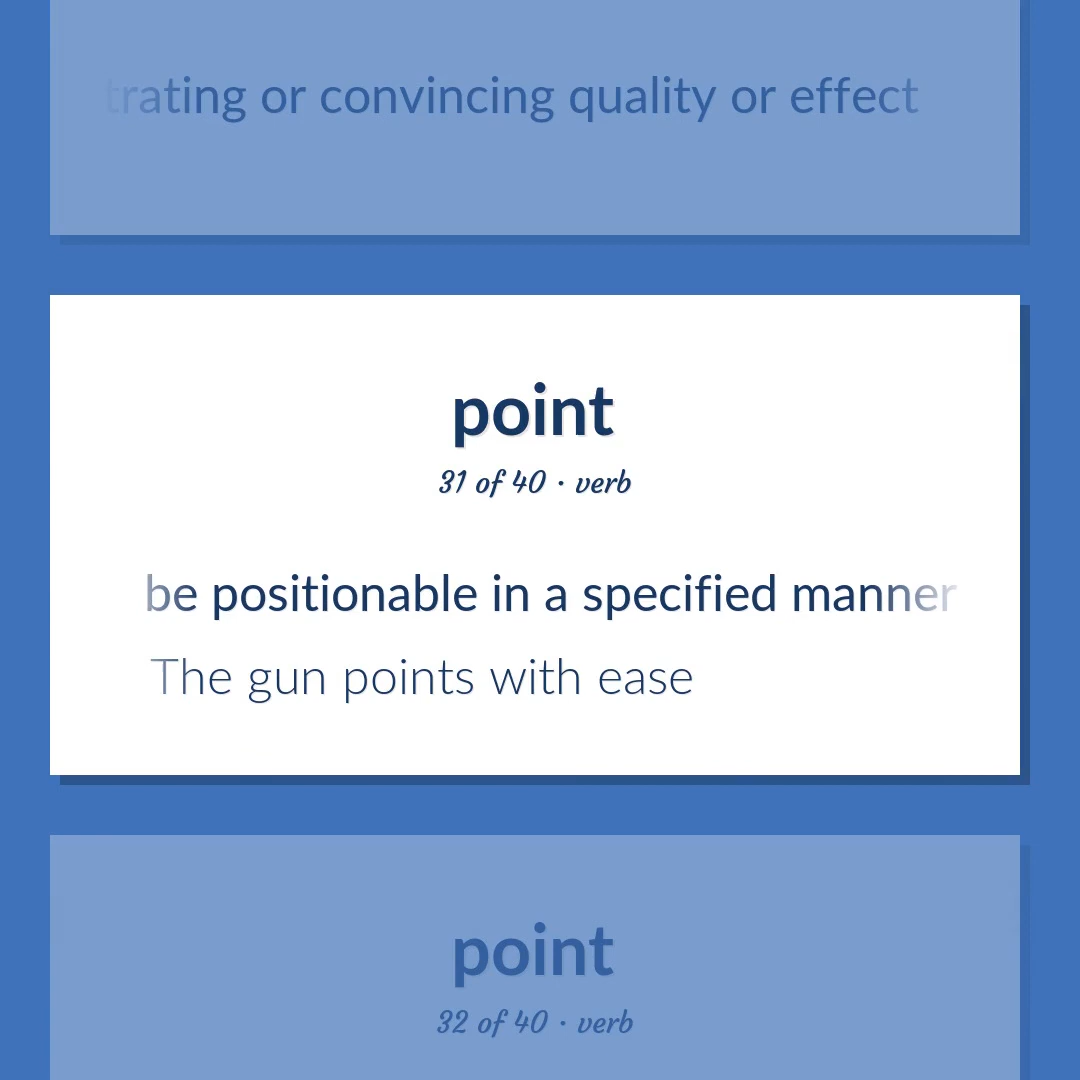 trating or convincing quality or effect
point
31 of 40 · verb
be positionable in a specified manner
The gun points with ease
point
32 of 40 · verb